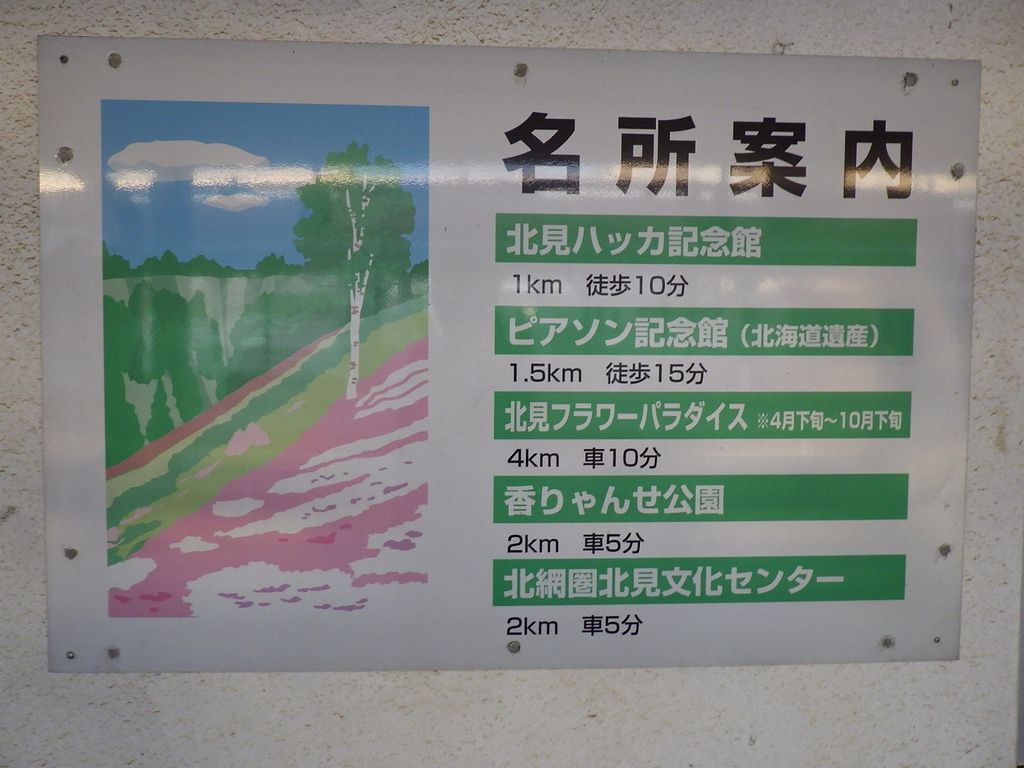 名所案内
北見ハッカ記念館
1km 徒歩10分
ピアソン記念館（北海道遺産）
1.5km 徒歩15分
北見フラワーパラダイス ※4月下旬～10月下旬
4km 車10分
香りゃんせ公園
2km 車5分
北網圏北見文化センター
2km 車5分